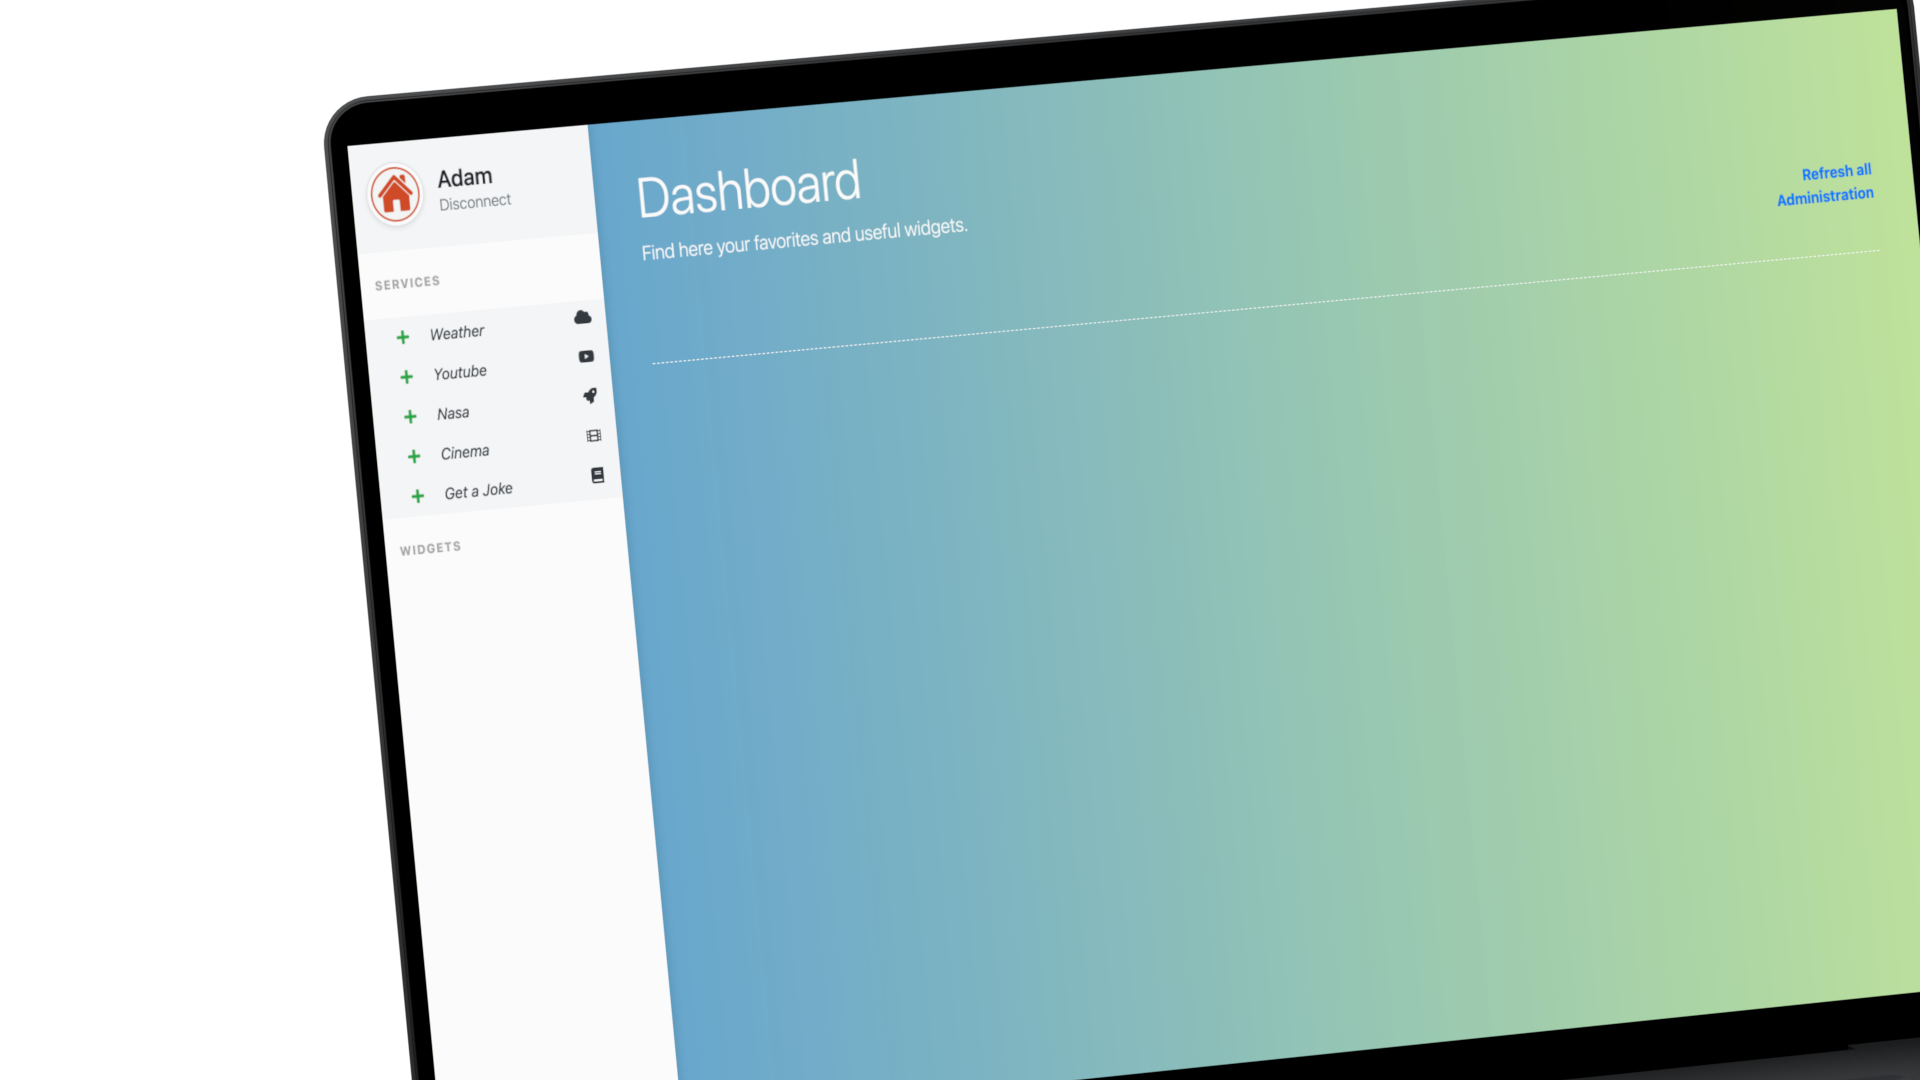 Adam
Disconnect
SERVICES
Weather
Youtube
Nasa
Cinema
Get a Joke
WIDGETS
Dashboard
Find here your favorites and useful widgets.
Refresh all
Administration